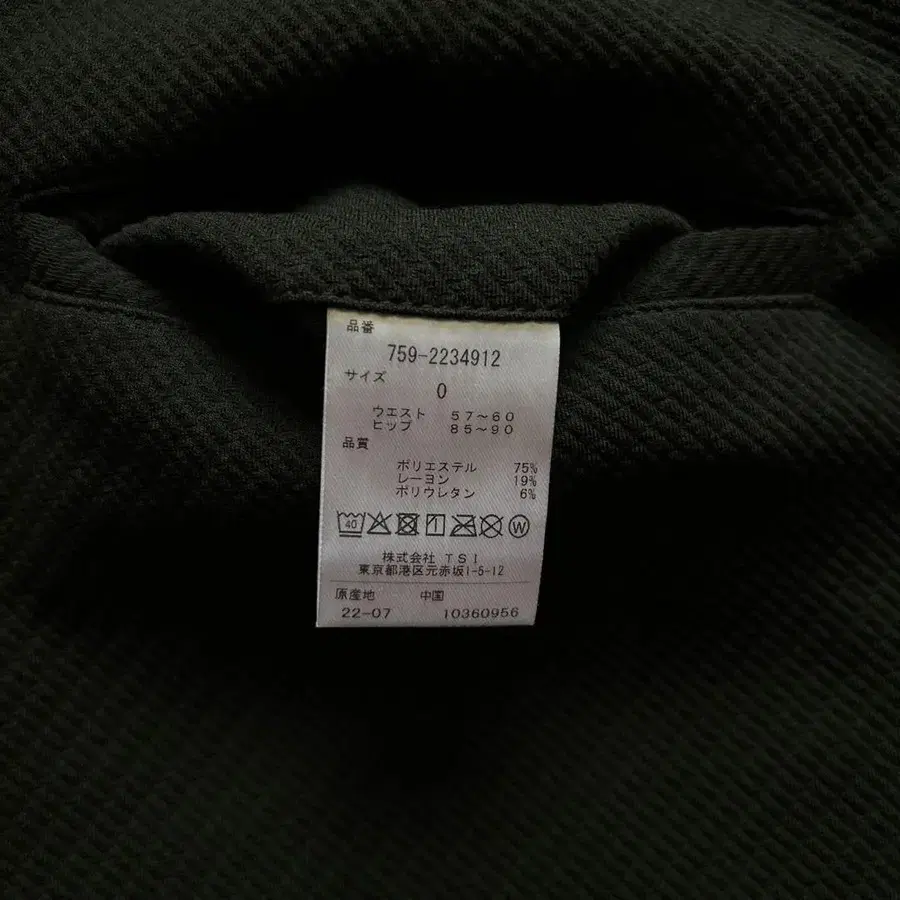 品番
759-2234912
サイズ
0
ウエスト 57～60
ヒップ 85～90
品質
ポリエステル 75%
レーヨン 19%
ポリウレタン 6%
40 W
株式会社 TSI
東京都港区元赤坂1-5-12
原産地 中国
22-07 10360956